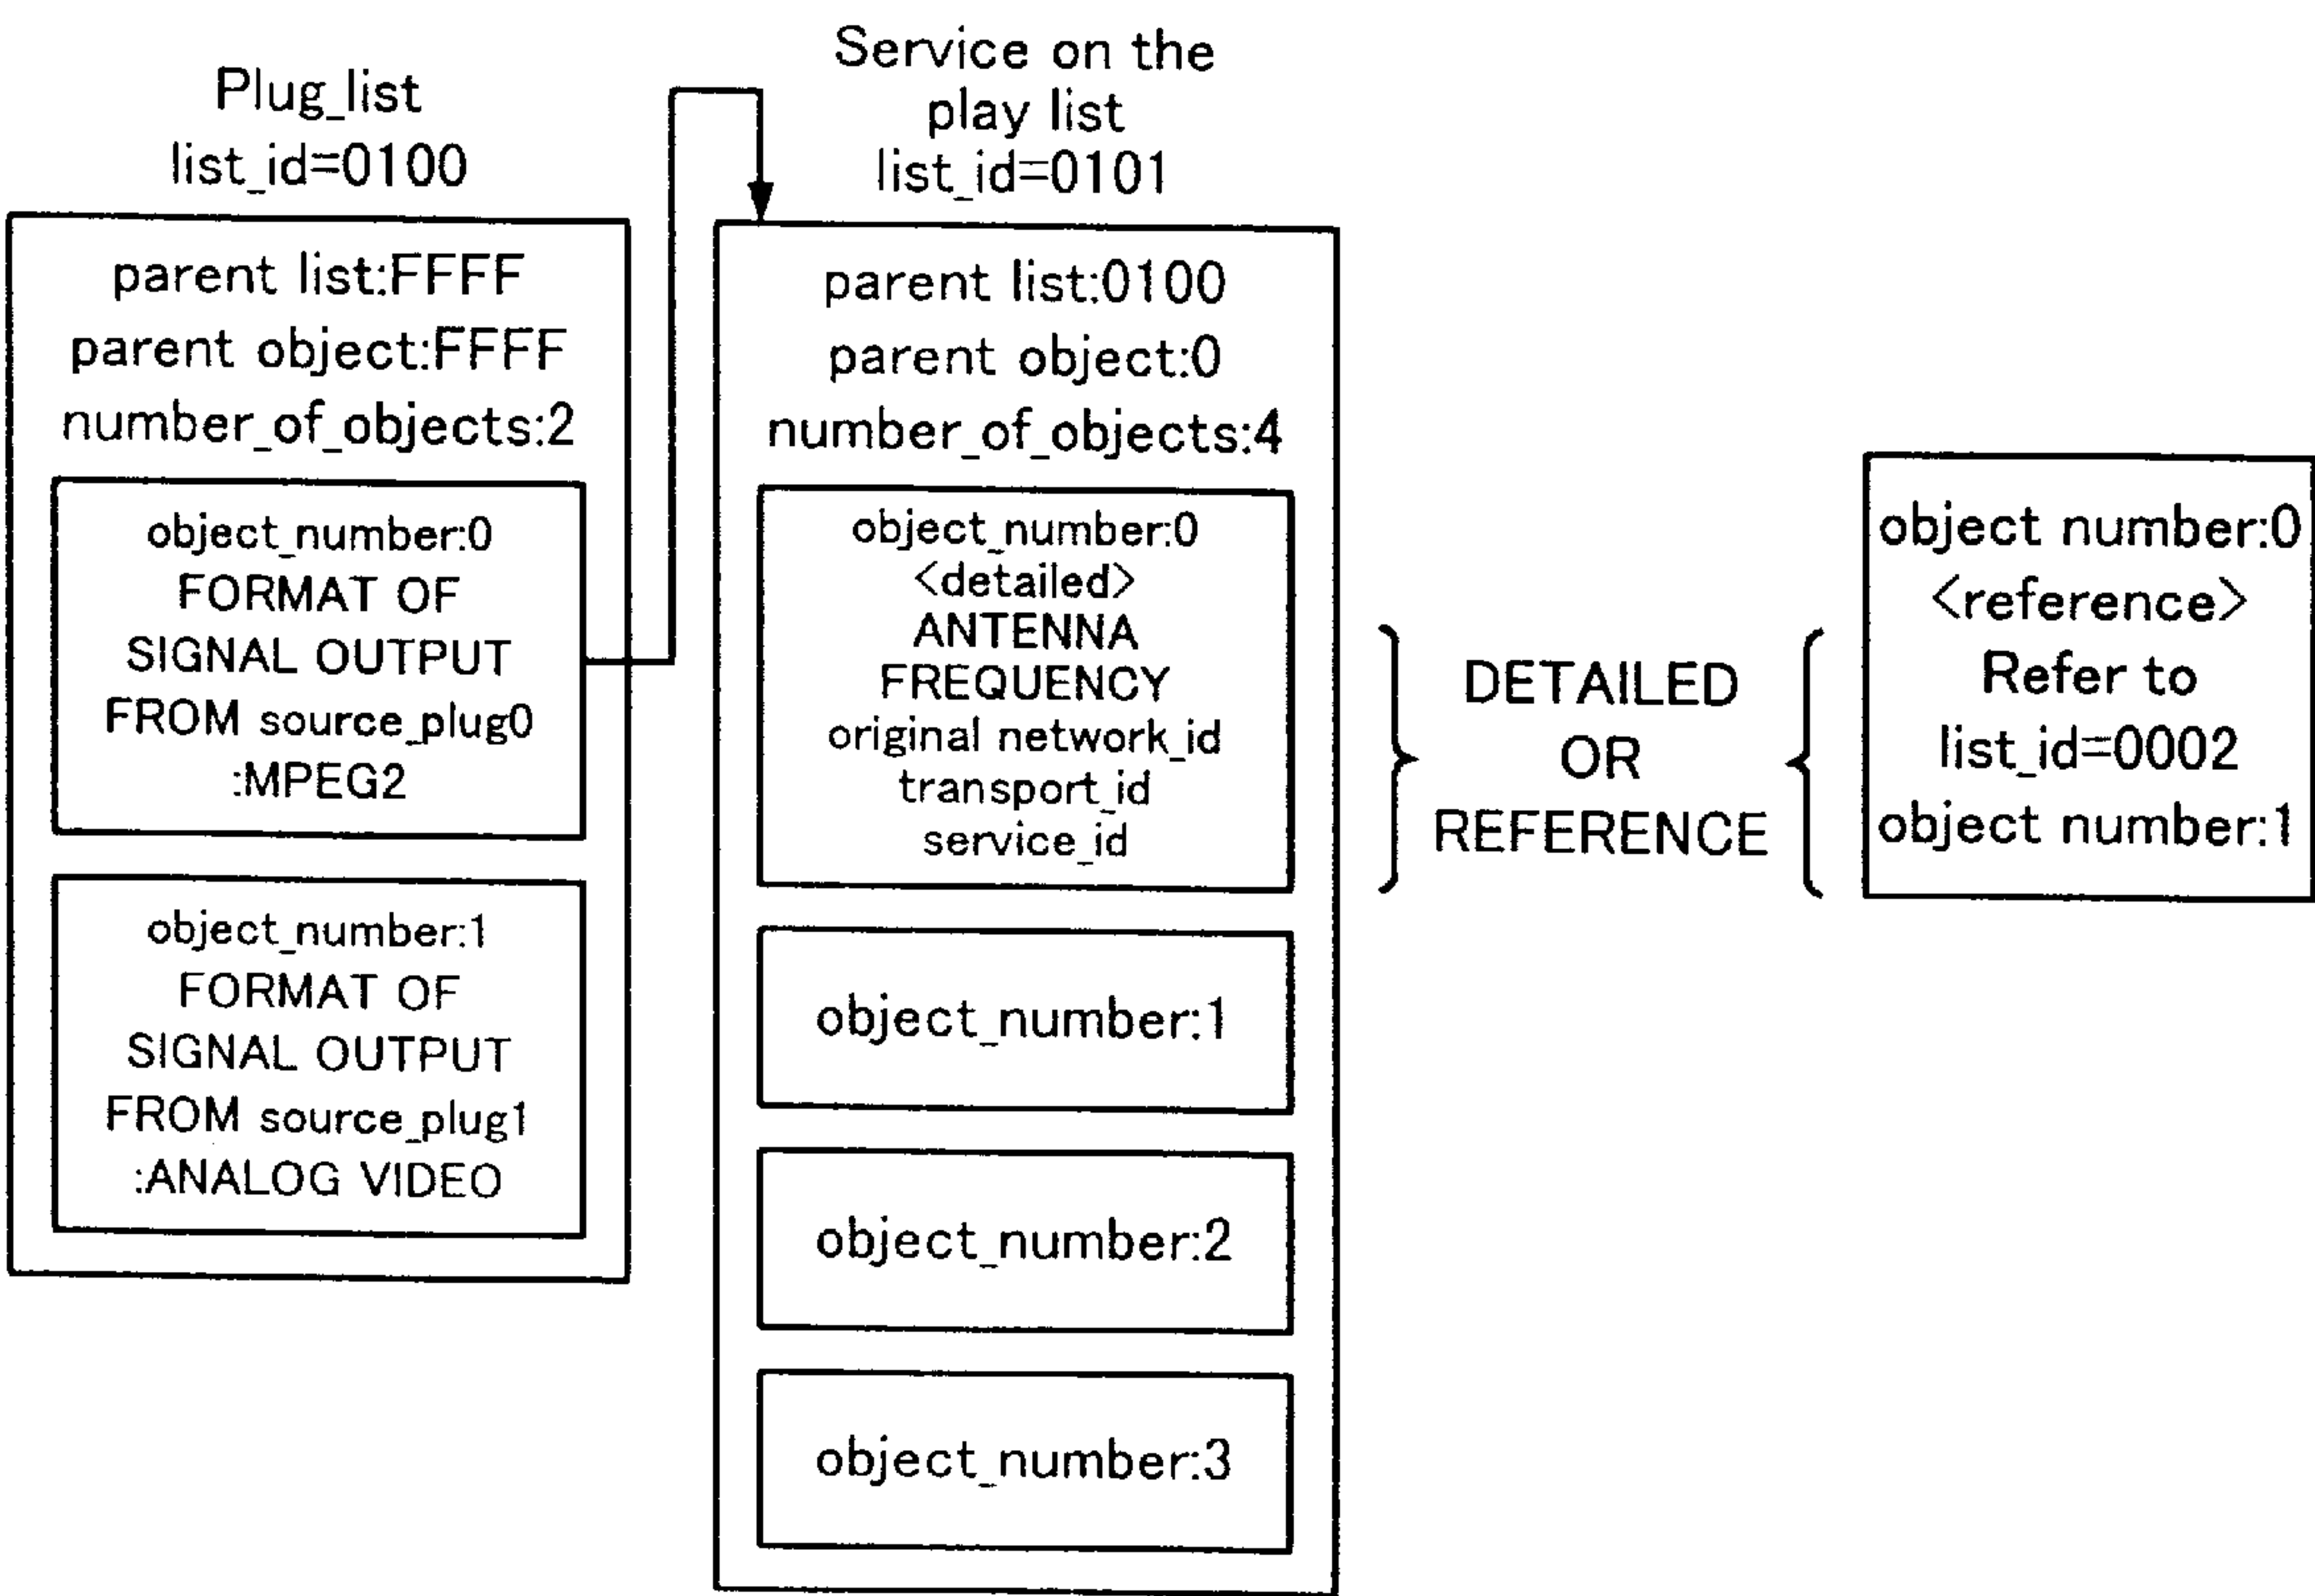 Plug_list
list_id=0100
parent list:FFFF
parent object:FFFF
number_of_objects:2
object_number:0
FORMAT OF
SIGNAL OUTPUT
FROM source_plug0
:MPEG2
object_number:1
FORMAT OF
SIGNAL OUTPUT
FROM source_plug1
:ANALOG VIDEO
Service on the
play list
list_id=0101
parent list:0100
parent object:0
number_of_objects:4
object_number:0
<detailed>
ANTENNA
FREQUENCY
original network_id
transport_id
service_id
object_number:1
object_number:2
object_number:3
DETAILED
OR
REFERENCE
object number:0
<reference>
Refer to
list_id=0002
object number:1